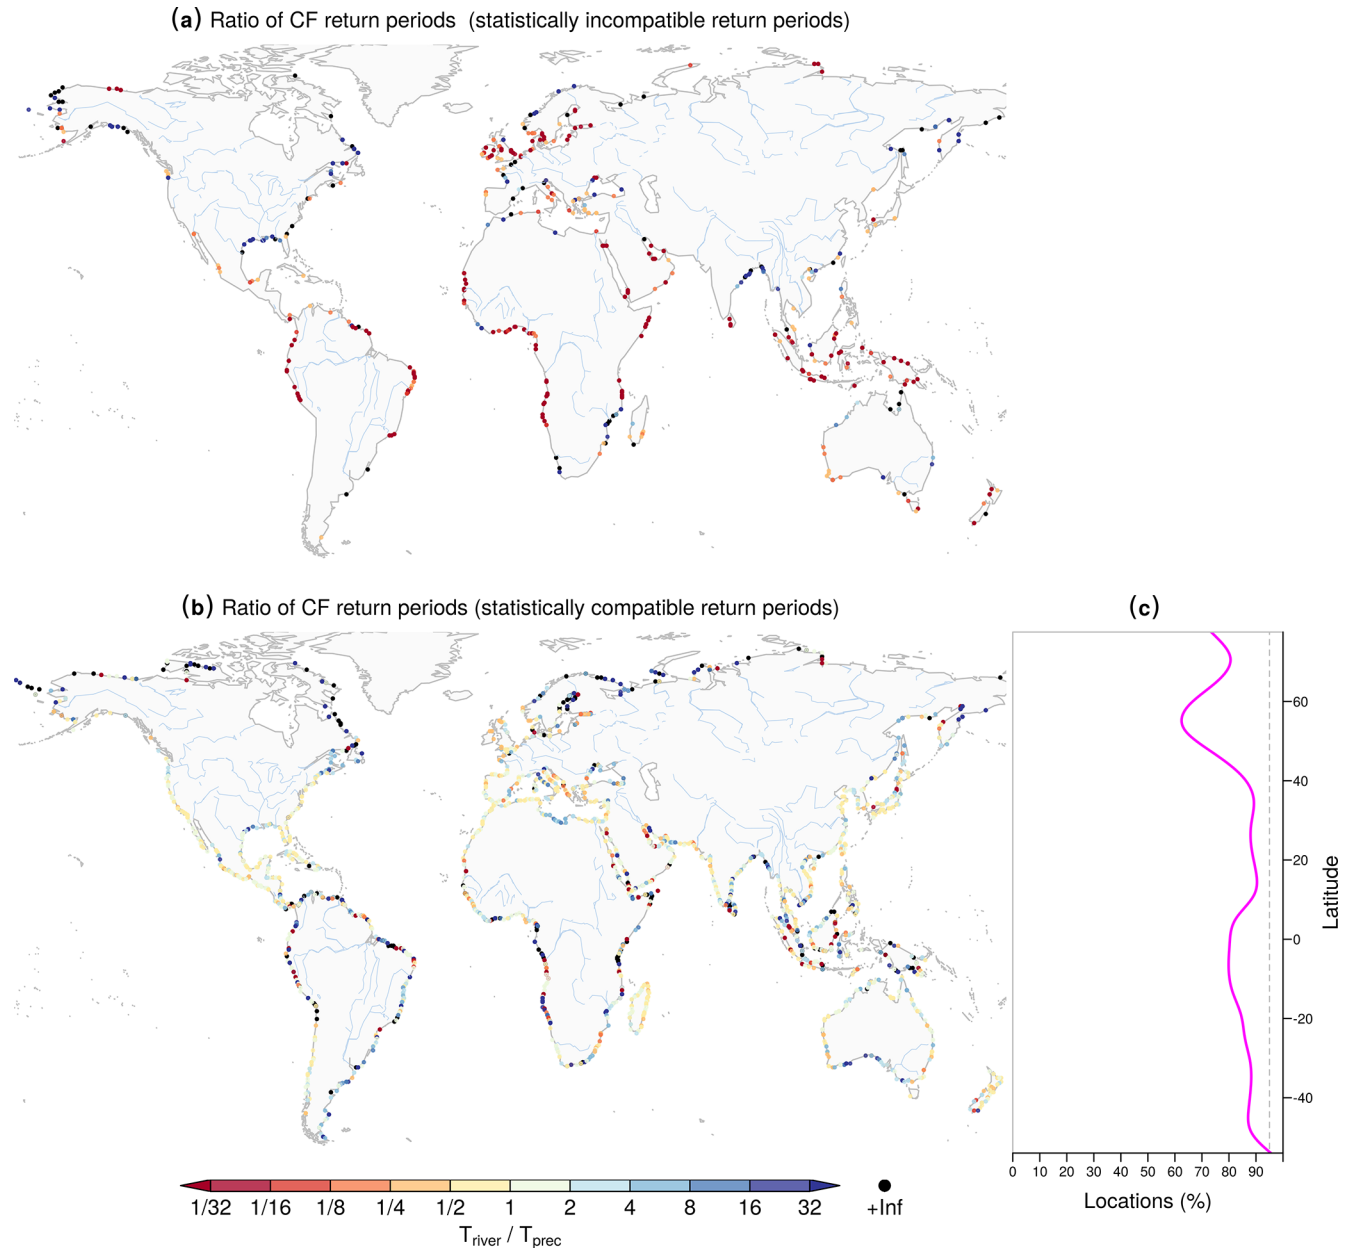 (a) Ratio of CF return periods (statistically incompatible return periods)
(b) Ratio of CF return periods (statistically compatible return periods)
(c)
60
40
20
0
-20
-40
Latitude
0 10 20 30 40 50 60 70 80 90
Locations (%)
1/32 1/16 1/8 1/4 1/2 1 2 4 8 16 32 +Inf
Triver / Tprec